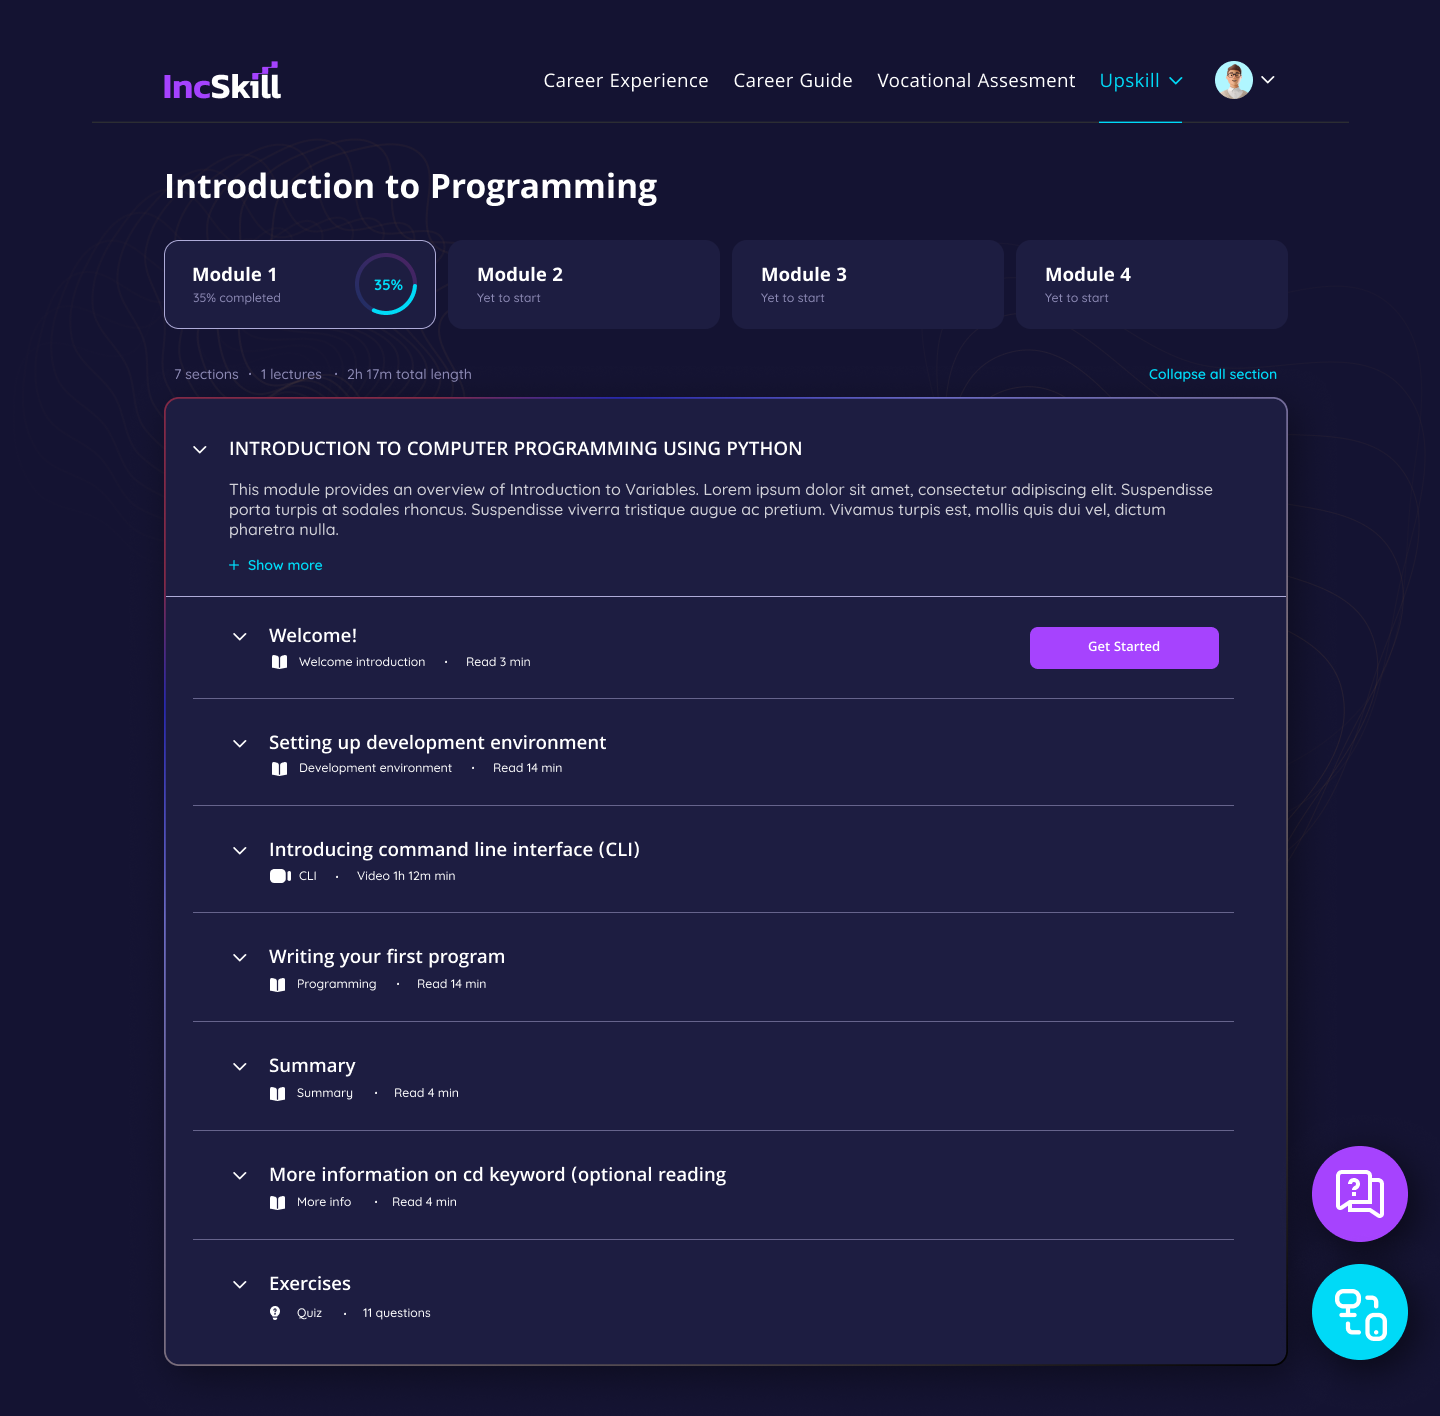 IncSkill
Career Experience
Career Guide
Vocational Assesment
Upskill
Introduction to Programming
Module 1
35% completed
35%
Module 2
Yet to start
Module 3
Yet to start
Module 4
Yet to start
7 sections · 1 lectures · 2h 17m total length
Collapse all section
INTRODUCTION TO COMPUTER PROGRAMMING USING PYTHON
This module provides an overview of Introduction to Variables. Lorem ipsum dolor sit amet, consectetur adipiscing elit. Suspendisse
porta turpis at sodales rhoncus. Suspendisse viverra tristique augue ac pretium. Vivamus turpis est, mollis quis dui vel, dictum
pharetra nulla.
+ Show more
Welcome!
Welcome introduction · Read 3 min
Get Started
Setting up development environment
Development environment · Read 14 min
Introducing command line interface (CLI)
CLI · Video 1h 12m min
Writing your first program
Programming · Read 14 min
Summary
Summary · Read 4 min
More information on cd keyword (optional reading
More info · Read 4 min
Exercises
Quiz · 11 questions